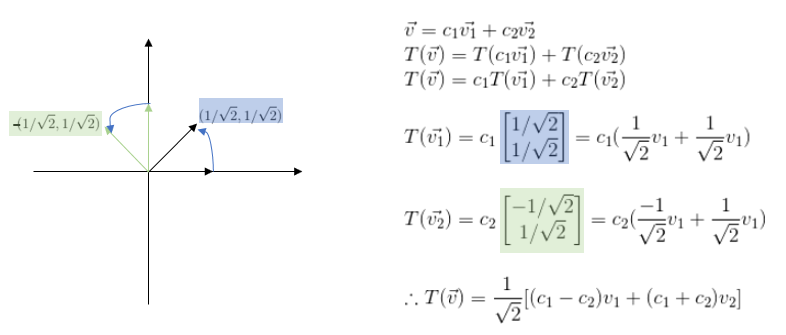 -(1/√2, 1/√2)
(1/√2, 1/√2)
v⃗ = c₁v⃗₁ + c₂v⃗₂
T(v⃗) = T(c₁v⃗₁) + T(c₂v⃗₂)
T(v⃗) = c₁T(v⃗₁) + c₂T(v⃗₂)
T(v⃗₁) = c₁ [1/√2 1/√2] = c₁(1/√2 v₁ + 1/√2 v₁)
T(v⃗₂) = c₂ [−1/√2 1/√2] = c₂(−1/√2 v₁ + 1/√2 v₁)
∴ T(v⃗) = 1/√2 [(c₁ − c₂)v₁ + (c₁ + c₂)v₂]